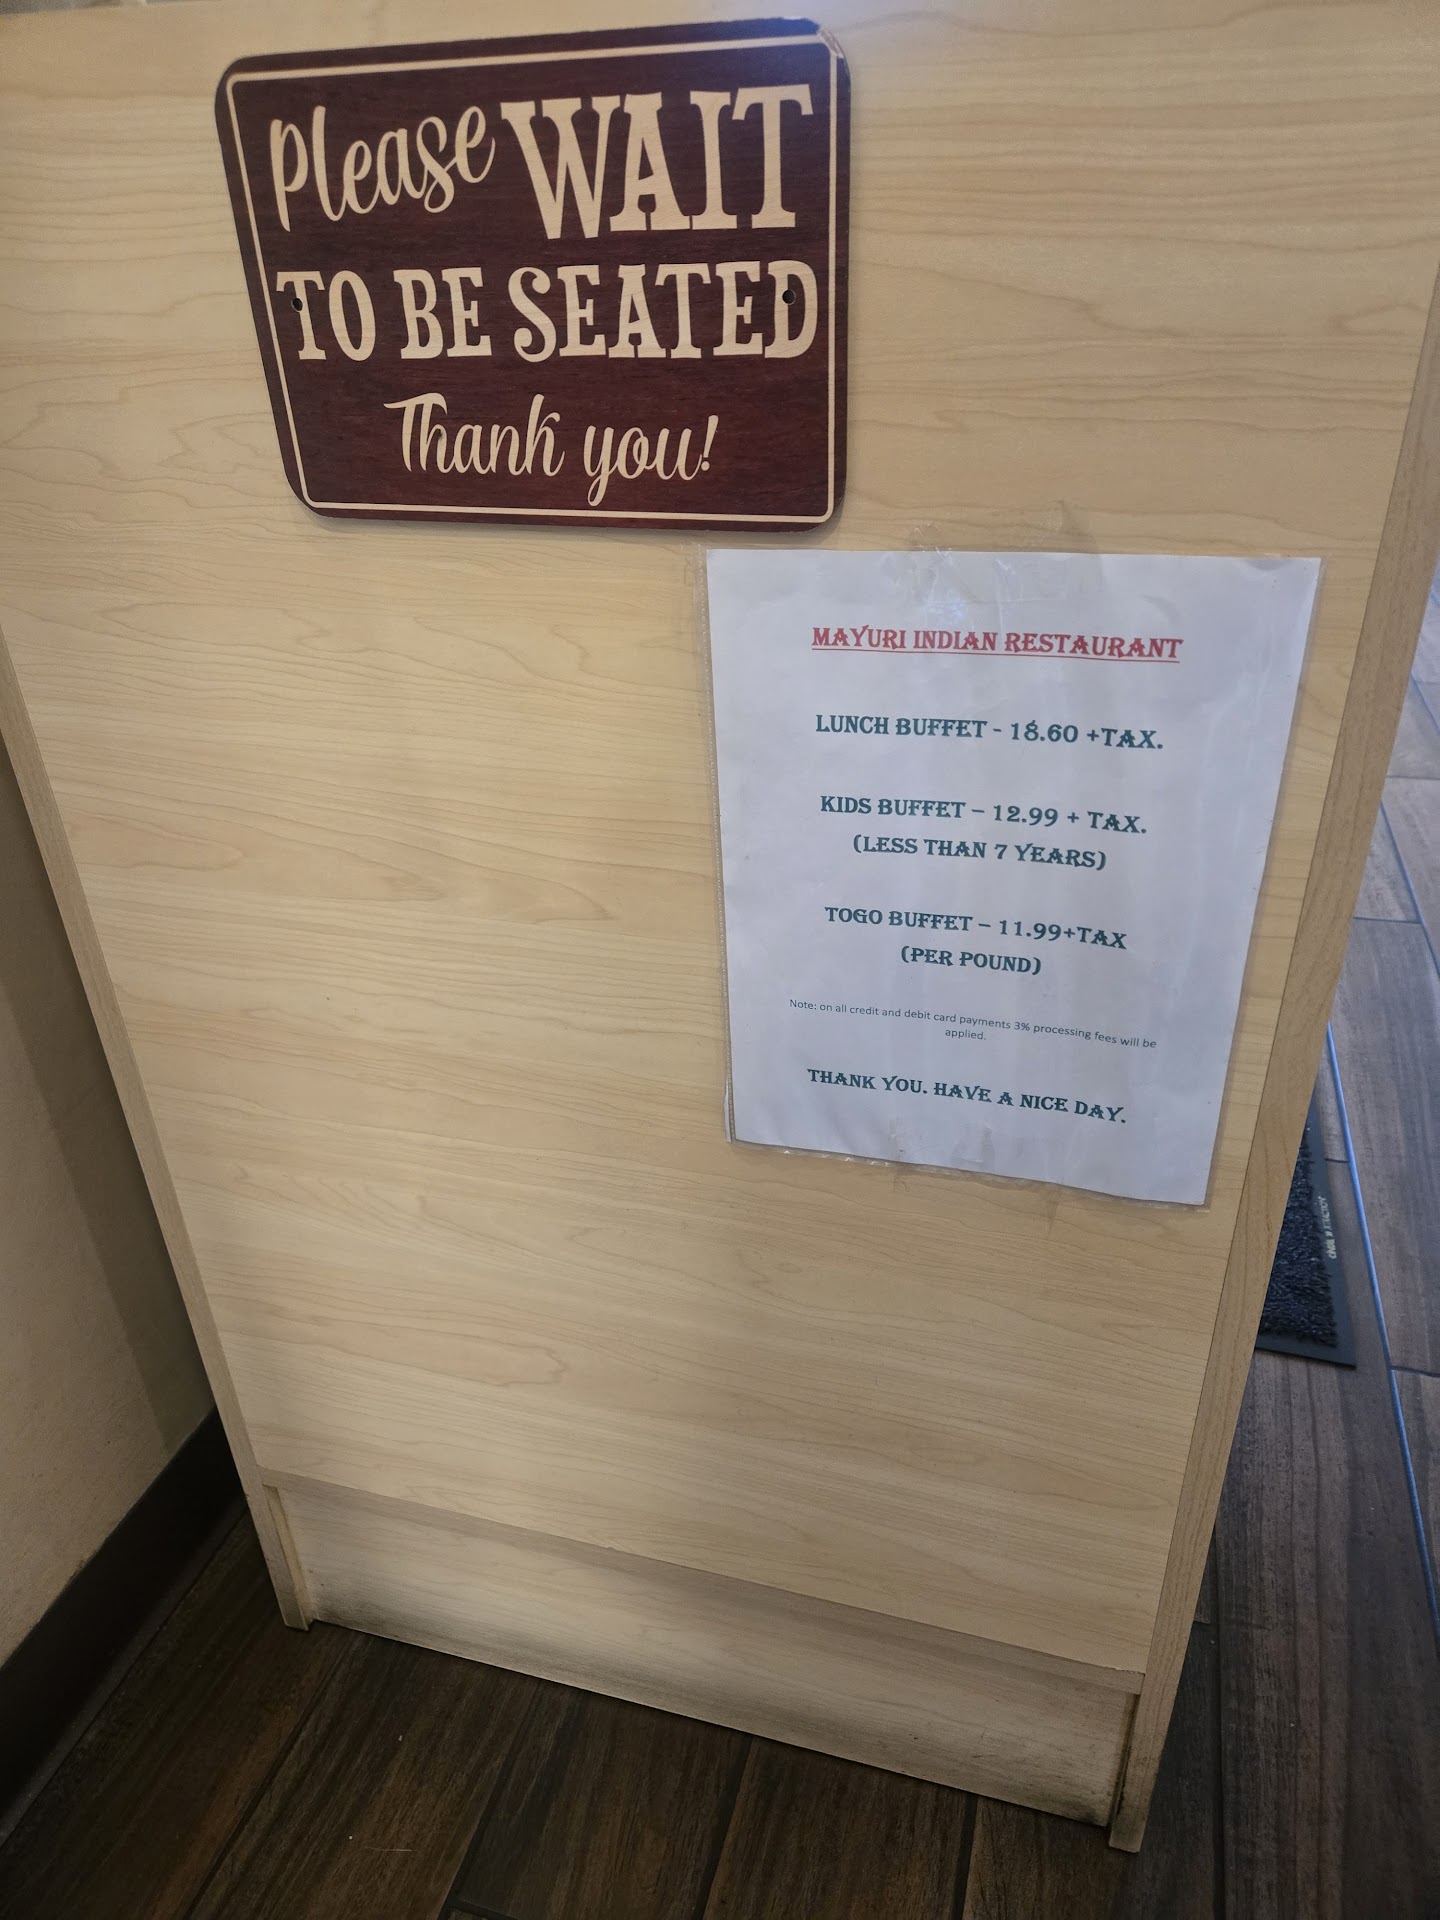 Please WAIT
TO BE SEATED
Thank you!
MAYURI INDIAN RESTAURANT
LUNCH BUFFET - 18.60 +TAX.
KIDS BUFFET – 12.99 + TAX.
(LESS THAN 7 YEARS)
TOGO BUFFET – 11.99+TAX
(PER POUND)
Note: on all credit and debit card payments 3% processing fees will be
applied.
THANK YOU. HAVE A NICE DAY.